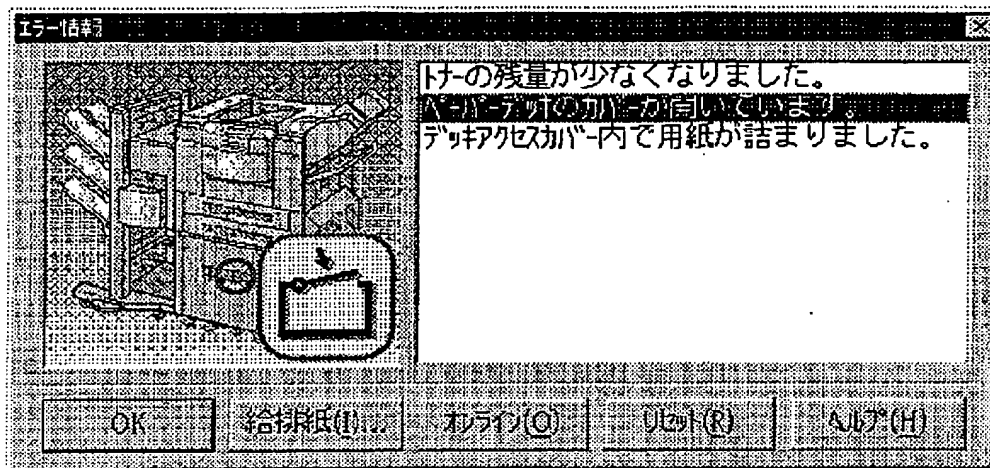 エラー情報
トナーの残量が少なくなりました。
ペーパーデッキのカバーが開いています。
デッキアクセスカバー内で用紙が詰まりました。
OK
給排紙(I)...
オンライン(O)
リセット(R)
ヘルプ(H)